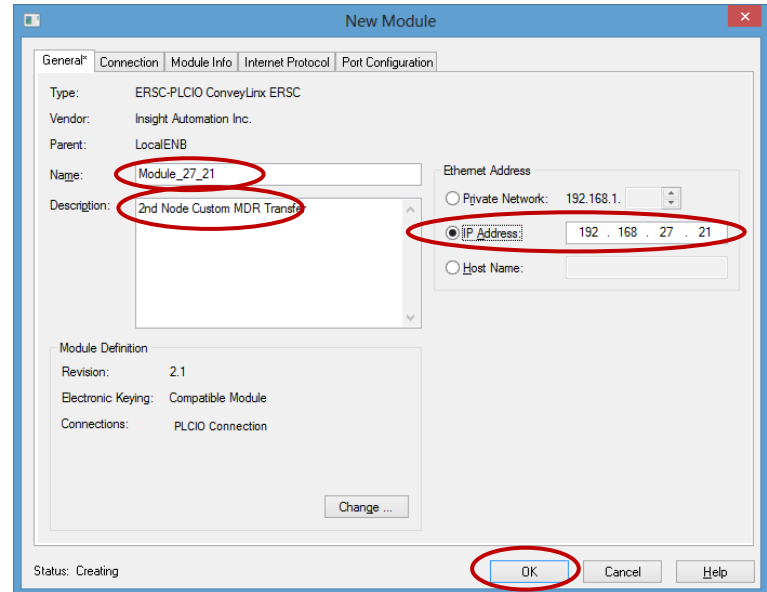 New Module
General* Connection Module Info Internet Protocol Port Configuration
Type: ERSC-PLCIO ConveyLinx ERSC
Vendor: Insight Automation Inc.
Parent: LocalENB
Name: Module_27_21
Description: 2nd Node Custom MDR Transfer
Ethernet Address
Private Network: 192.168.1.
IP Address: 192 . 168 . 27 . 21
Host Name:
Module Definition
Revision: 2.1
Electronic Keying: Compatible Module
Connections: PLCIO Connection
Change ...
Status: Creating
OK Cancel Help